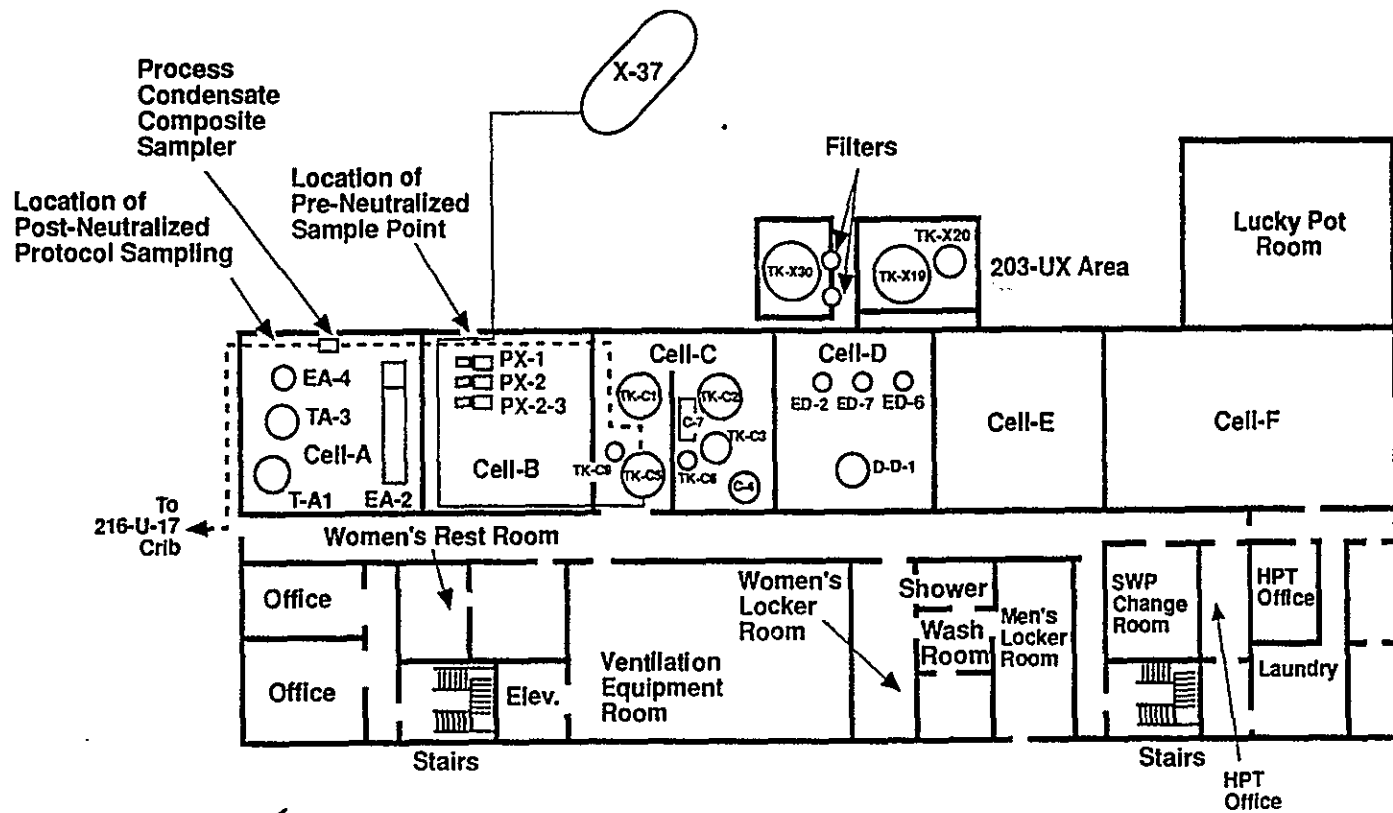 X-37
Process
Condensate
Composite
Sampler
Location of
Post-Neutralized
Protocol Sampling
Location of
Pre-Neutralized
Sample Point
Filters
TK-X30
TK-X20
TK-X19
203-UX Area
Lucky Pot
Room
EA-4
TA-3
Cell-A
T-A1
EA-2
PX-1
PX-2
PX-2-3
Cell-B
Cell-C
TK-C1
TK-C2
C-7
TK-C3
TK-C9
TK-C5
TK-C6
C-4
Cell-D
ED-2
ED-7
ED-6
D-D-1
Cell-E
Cell-F
To
216-U-17
Crib
Women's Rest Room
Office
Office
Stairs
Elev.
Ventilation
Equipment
Room
Women's
Locker
Room
Shower
Wash
Room
Men's
Locker
Room
SWP
Change
Room
HPT
Office
Laundry
Stairs
HPT
Office